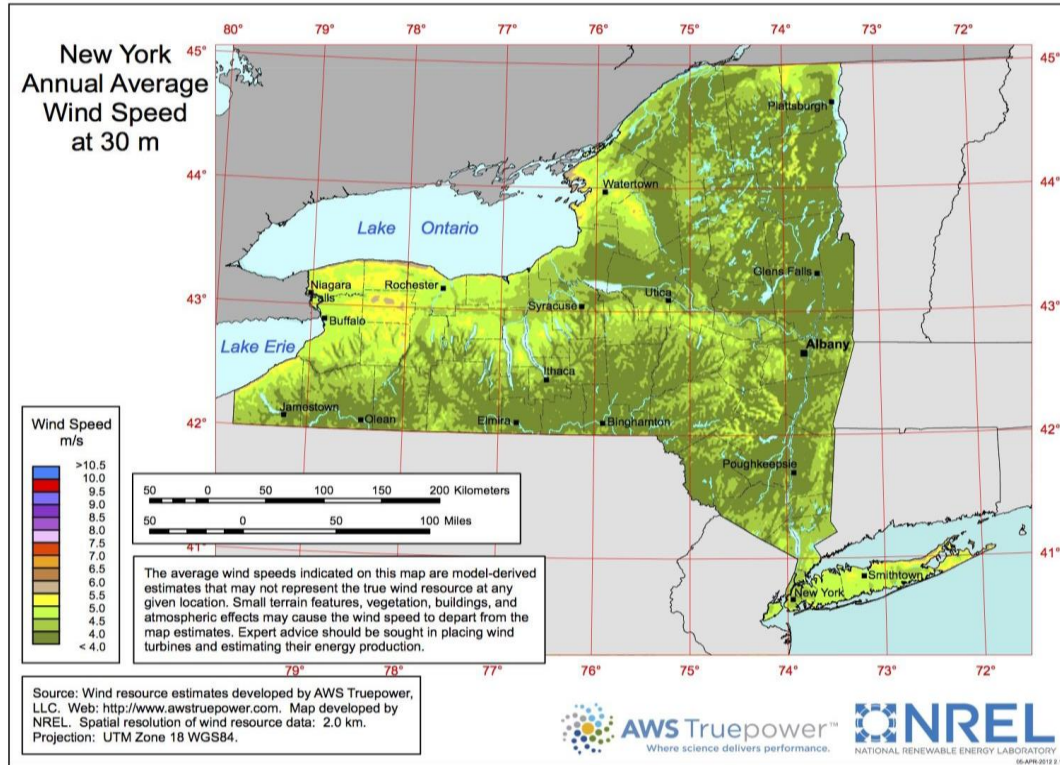 New York
Annual Average
Wind Speed
at 30 m
80° 79° 78° 77° 76° 75° 74° 73° 72°
45° 45°
44° 44°
43° 43°
42° 42°
41° 41°
Plattsburgh
Watertown
Lake Ontario
Glens Falls
Rochester
Niagara
Falls
Utica
Syracuse
Buffalo
Albany
Lake Erie
Ithaca
Jamestown
Olean
Elmira
Binghamton
Poughkeepsie
Smithtown
New York
Wind Speed
m/s
>10.5
10.0
9.5
9.0
8.5
8.0
7.5
7.0
6.5
6.0
5.5
5.0
4.5
4.0
< 4.0
50 0 50 100 150 200 Kilometers
50 0 50 100 Miles
The average wind speeds indicated on this map are model-derived
estimates that may not represent the true wind resource at any
given location. Small terrain features, vegetation, buildings, and
atmospheric effects may cause the wind speed to depart from the
map estimates. Expert advice should be sought in placing wind
turbines and estimating their energy production.
79° 78° 77° 76° 75° 74° 73° 72°
Source: Wind resource estimates developed by AWS Truepower,
LLC. Web: http://www.awstruepower.com. Map developed by
NREL. Spatial resolution of wind resource data: 2.0 km.
Projection: UTM Zone 18 WGS84.
AWS Truepower™
Where science delivers performance.
NREL
NATIONAL RENEWABLE ENERGY LABORATORY